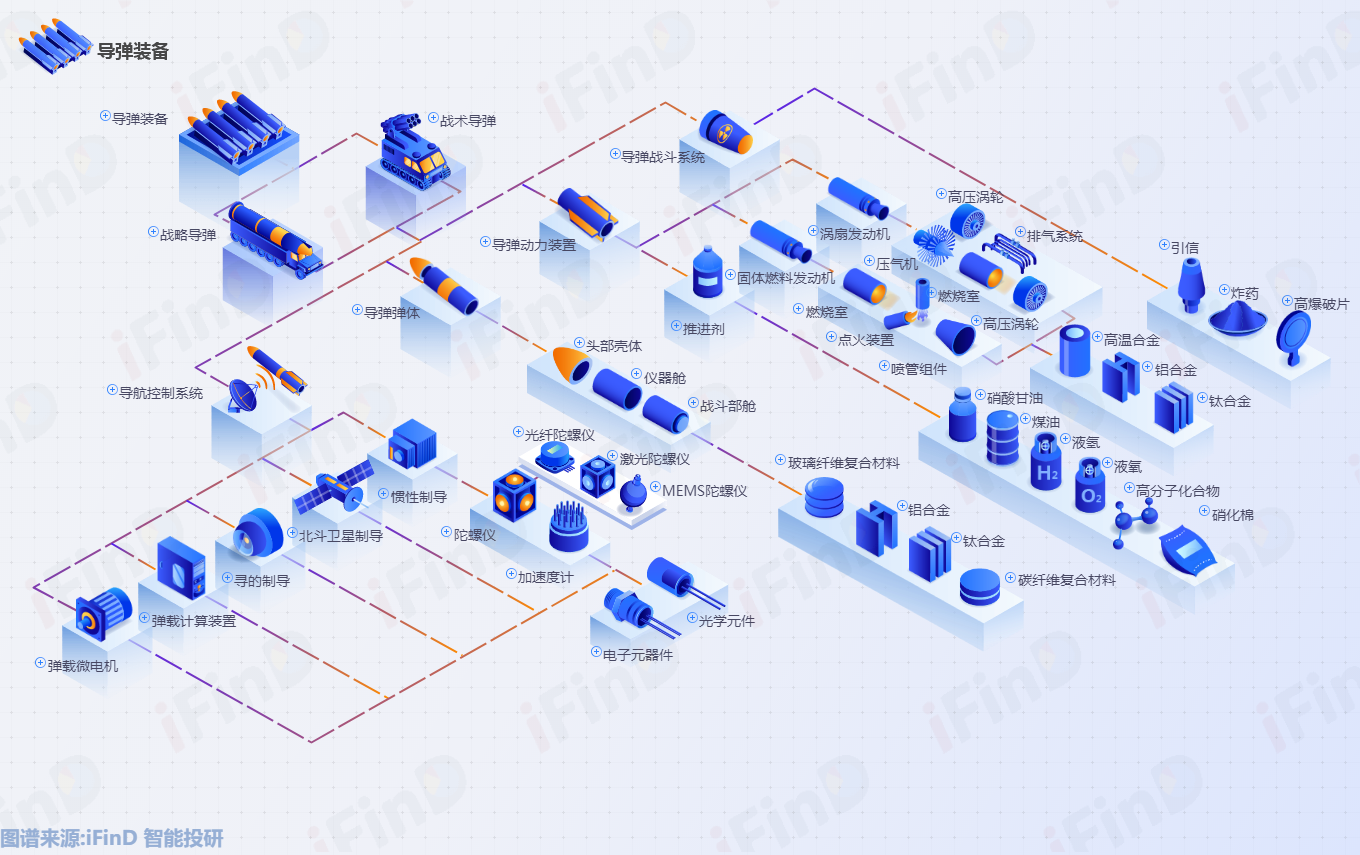 导弹装备
导弹装备
战术导弹
战略导弹
导弹战斗系统
导弹动力装置
导弹弹体
导航控制系统
高压涡轮
涡扇发动机
排气系统
压气机
固体燃料发动机
燃烧室
燃烧室
推进剂
点火装置
高压涡轮
喷管组件
引信
炸药
高爆破片
高温合金
铝合金
钛合金
头部壳体
仪器舱
战斗部舱
硝酸甘油
煤油
液氢
H2
液氧
O2
高分子化合物
硝化棉
玻璃纤维复合材料
铝合金
钛合金
碳纤维复合材料
光纤陀螺仪
激光陀螺仪
MEMS陀螺仪
陀螺仪
加速度计
惯性制导
北斗卫星制导
寻的制导
弹载计算装置
弹载微电机
光学元件
电子元器件
图谱来源:iFinD 智能投研
iFinD